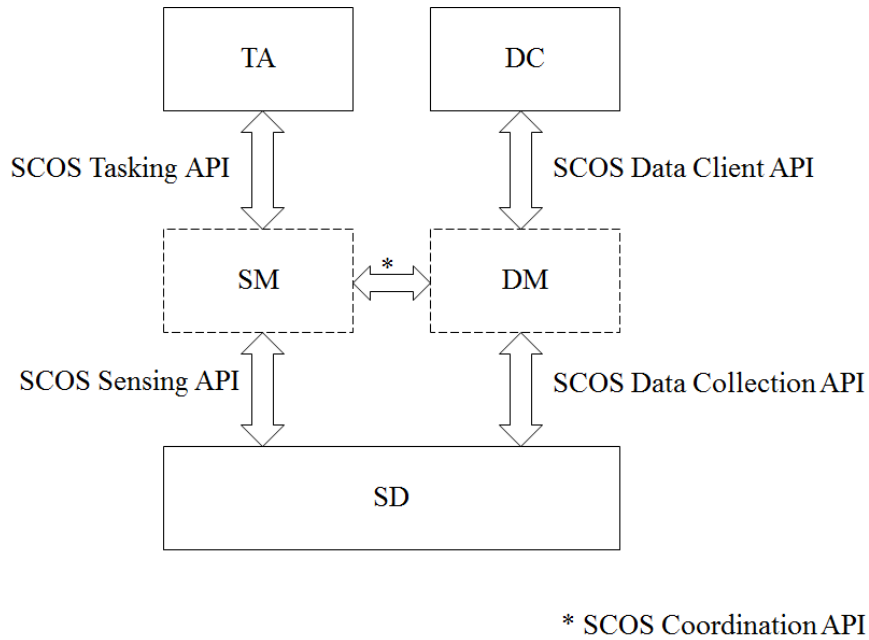 TA
DC
SCOS Tasking API
SCOS Data Client API
SM
*
DM
SCOS Sensing API
SCOS Data Collection API
SD
* SCOS Coordination API